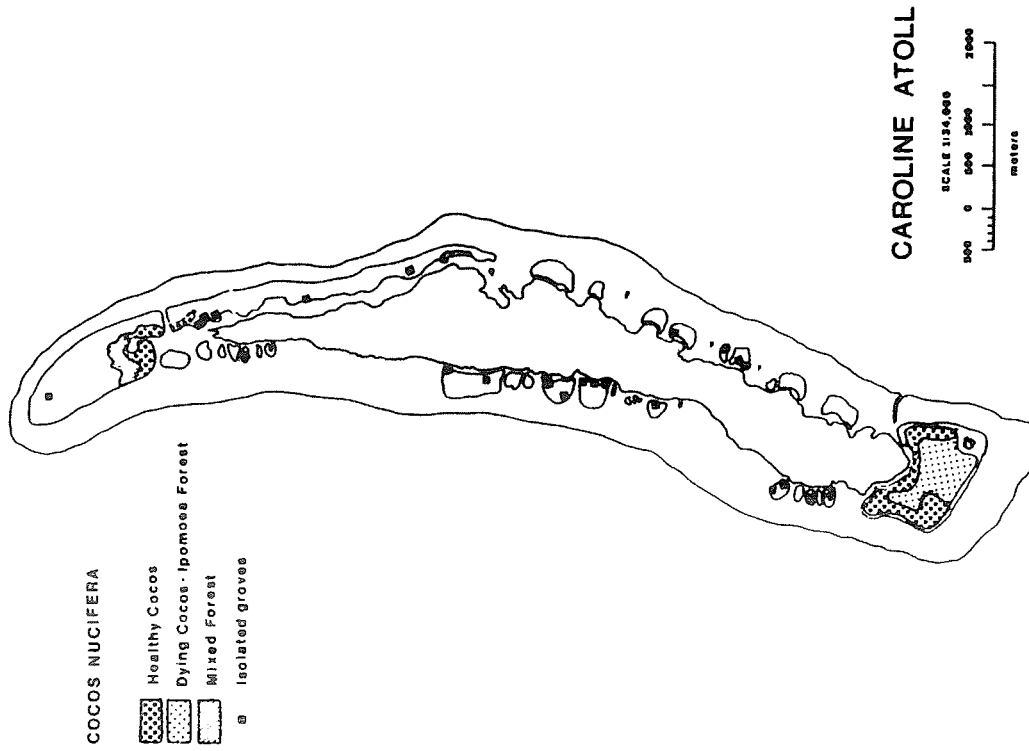 COCOS NUCIFERA
Healthy Cocos
Dying Cocos - Ipomoea Forest
Mixed Forest
Isolated groves
CAROLINE ATOLL
SCALE 1:34,000
500 0 500 1000 2000
meters